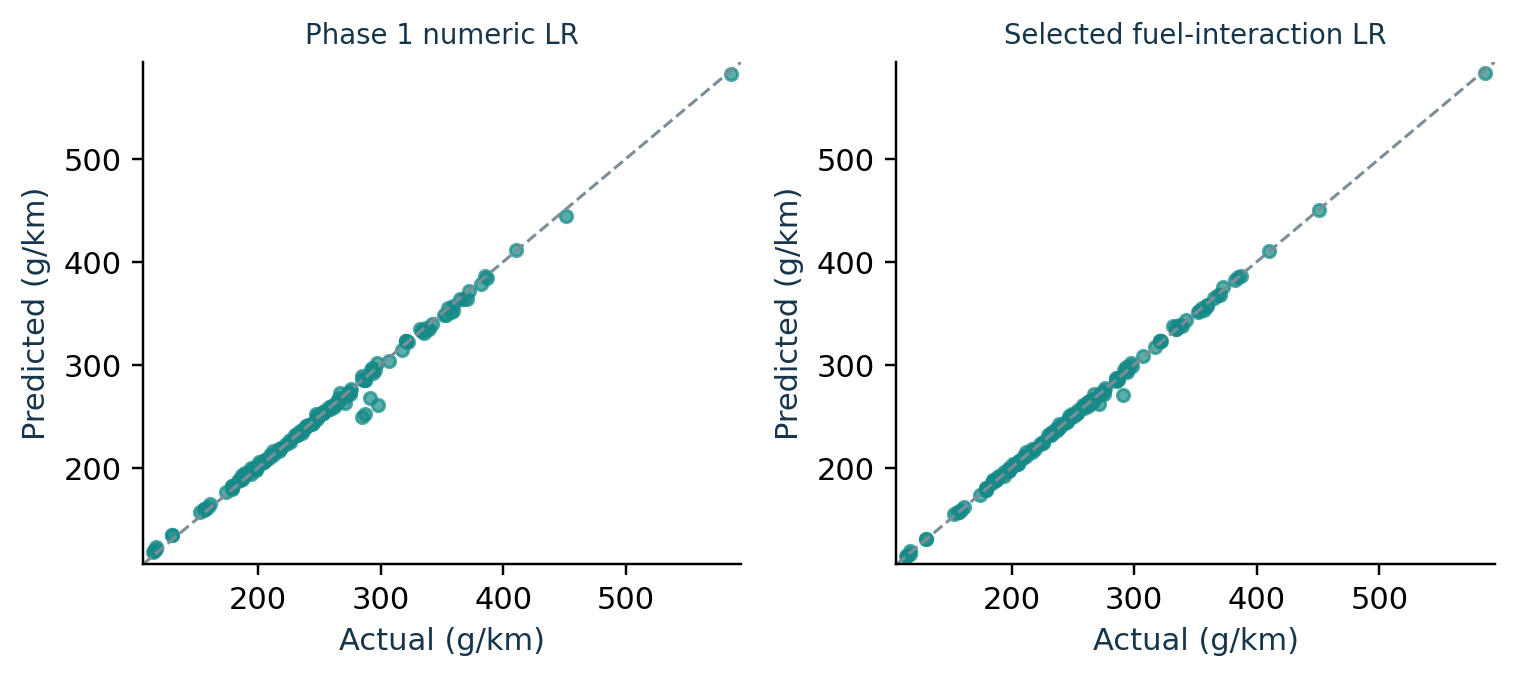 Phase 1 numeric LR
Predicted (g/km)
500
400
300
200
200 300 400 500
Actual (g/km)
Selected fuel-interaction LR
Predicted (g/km)
500
400
300
200
200 300 400 500
Actual (g/km)